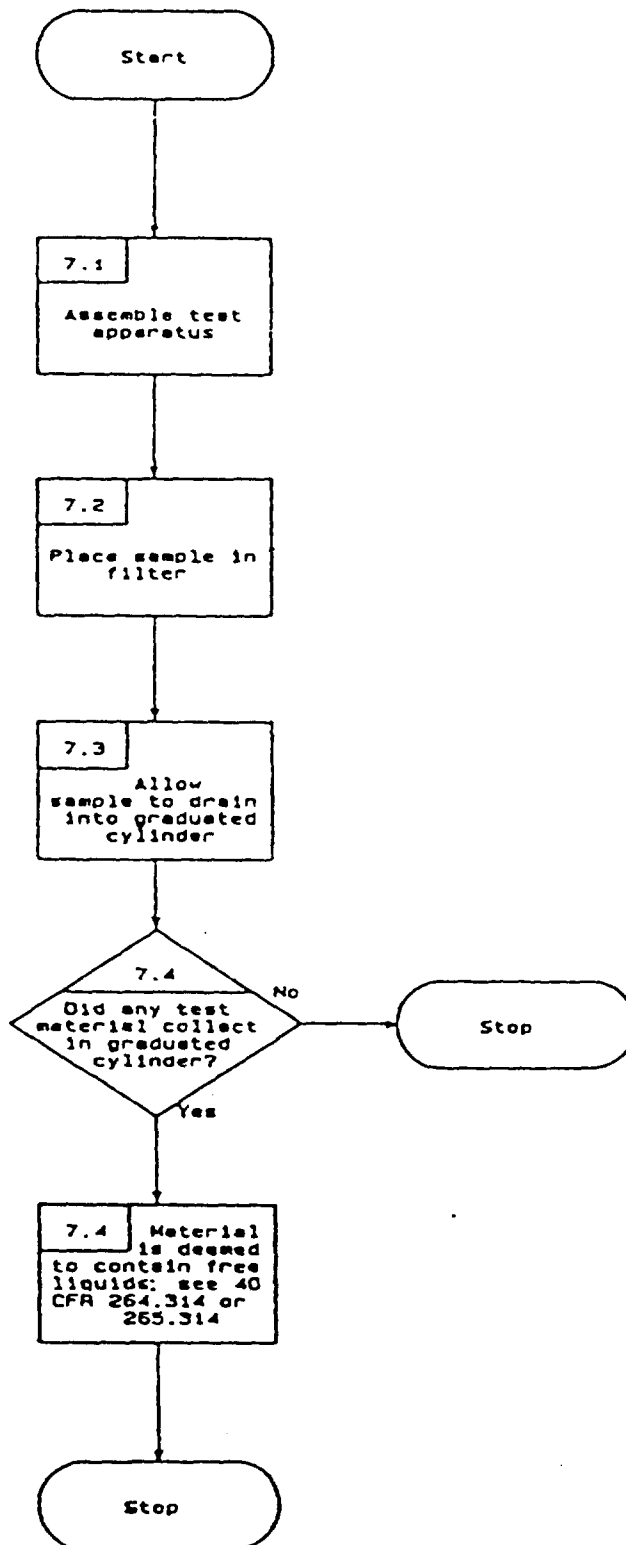 Start
7.1
Assemble test
apparatus
7.2
Place sample in
filter
7.3
Allow
sample to drain
into graduated
cylinder
7.4
Did any test
material collect
in graduated
cylinder?
No
Stop
Yes
7.4 Material
is deemed
to contain free
liquids; see 40
CFR 264.314 or
265.314
Stop